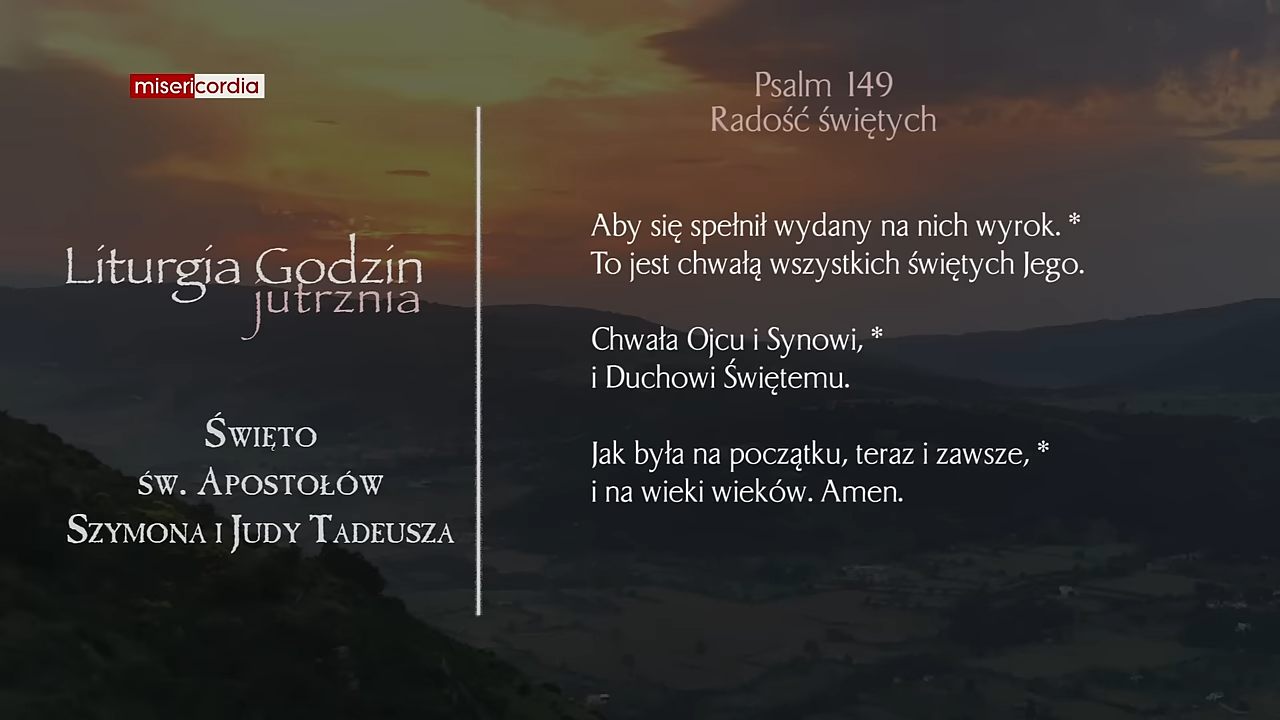 misericordia
Liturgia Godzin
jutrznia
Święto
św. Apostołów
Szymona i Judy Tadeusza
Psalm 149
Radość świętych
Aby się spełnił wydany na nich wyrok. *
To jest chwałą wszystkich świętych Jego.
Chwała Ojcu i Synowi, *
i Duchowi Świętemu.
Jak była na początku, teraz i zawsze, *
i na wieki wieków. Amen.